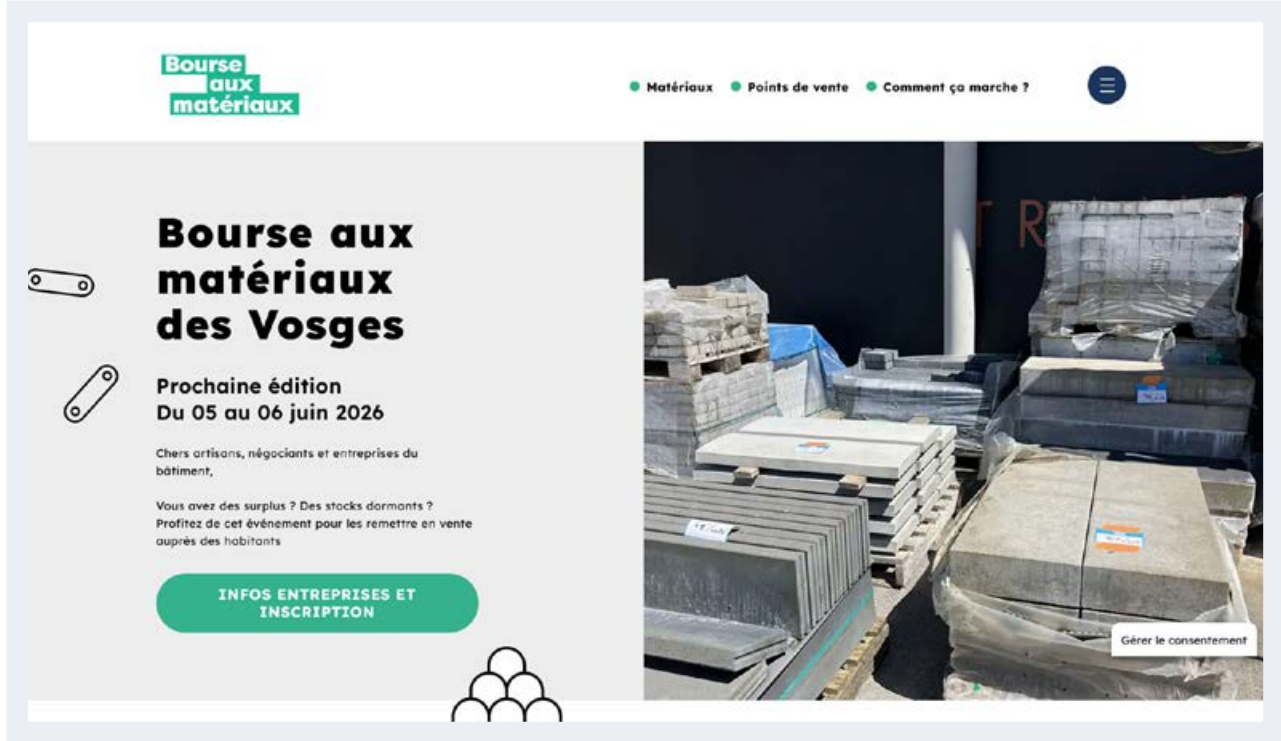 Bourse
aux
matériaux
Matériaux
Points de vente
Comment ça marche ?
Bourse aux
matériaux
des Vosges
Prochaine édition
Du 05 au 06 juin 2026
Chers artisans, négociants et entreprises du
bâtiment,
Vous avez des surplus ? Des stocks dormants ?
Profitez de cet événement pour les remettre en vente
auprès des habitants
INFOS ENTREPRISES ET
INSCRIPTION
Gérer le consentement